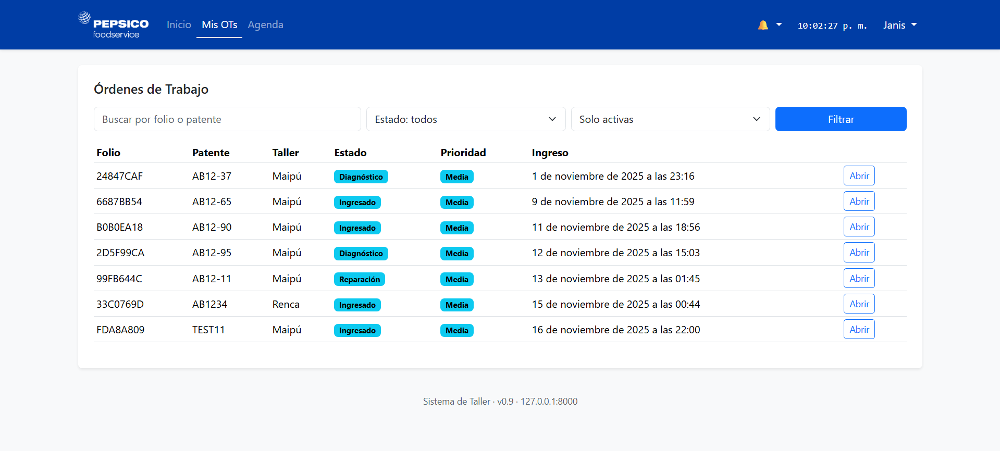 PEPSICO
foodservice
Inicio Mis OTs Agenda
10:02:27 p. m. Janis
Órdenes de Trabajo
Buscar por folio o patente Estado: todos Solo activas Filtrar
Folio Patente Taller Estado Prioridad Ingreso
24847CAF AB12-37 Maipú Diagnóstico Media 1 de noviembre de 2025 a las 23:16 Abrir
6687BB54 AB12-65 Maipú Ingresado Media 9 de noviembre de 2025 a las 11:59 Abrir
B0B0EA18 AB12-90 Maipú Ingresado Media 11 de noviembre de 2025 a las 18:56 Abrir
2D5F99CA AB12-95 Maipú Diagnóstico Media 12 de noviembre de 2025 a las 15:03 Abrir
99FB644C AB12-11 Maipú Reparación Media 13 de noviembre de 2025 a las 01:45 Abrir
33C0769D AB1234 Renca Ingresado Media 15 de noviembre de 2025 a las 00:44 Abrir
FDA8A809 TEST11 Maipú Ingresado Media 16 de noviembre de 2025 a las 22:00 Abrir
Sistema de Taller · v0.9 · 127.0.0.1:8000